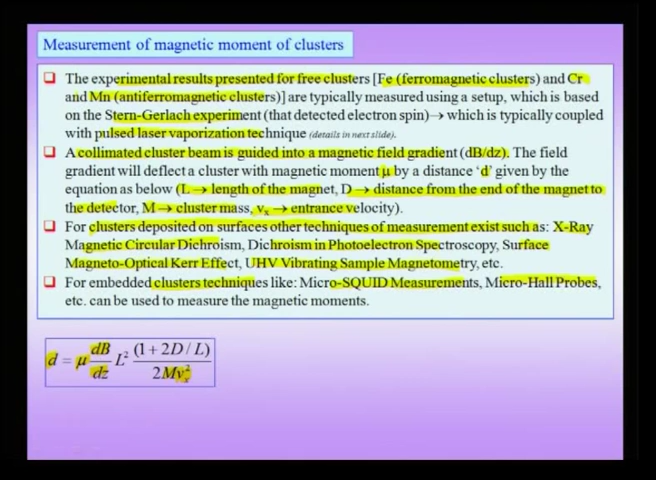 Measurement of magnetic moment of clusters
❑ The experimental results presented for free clusters [Fe (ferromagnetic clusters) and Cr
and Mn (antiferromagnetic clusters)] are typically measured using a setup, which is based
on the Stern-Gerlach experiment (that detected electron spin)→ which is typically coupled
with pulsed laser vaporization technique (details in next slide).
❑ A collimated cluster beam is guided into a magnetic field gradient (dB/dz). The field
gradient will deflect a cluster with magnetic moment μ by a distance ‘d’ given by the
equation as below (L → length of the magnet, D → distance from the end of the magnet to
the detector, M → cluster mass, vₓ → entrance velocity).
❑ For clusters deposited on surfaces other techniques of measurement exist such as: X-Ray
Magnetic Circular Dichroism, Dichroism in Photoelectron Spectroscopy, Surface
Magneto-Optical Kerr Effect, UHV Vibrating Sample Magnetometry, etc.
❑ For embedded clusters techniques like: Micro-SQUID Measurements, Micro-Hall Probes,
etc. can be used to measure the magnetic moments.
d = μ dB/dz L² (1 + 2D / L) / 2Mvₓ²